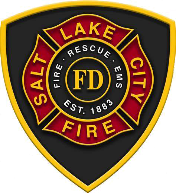 SALT LAKE CITY
FIRE
FIRE · RESCUE · EMS
FD
EST. 1883